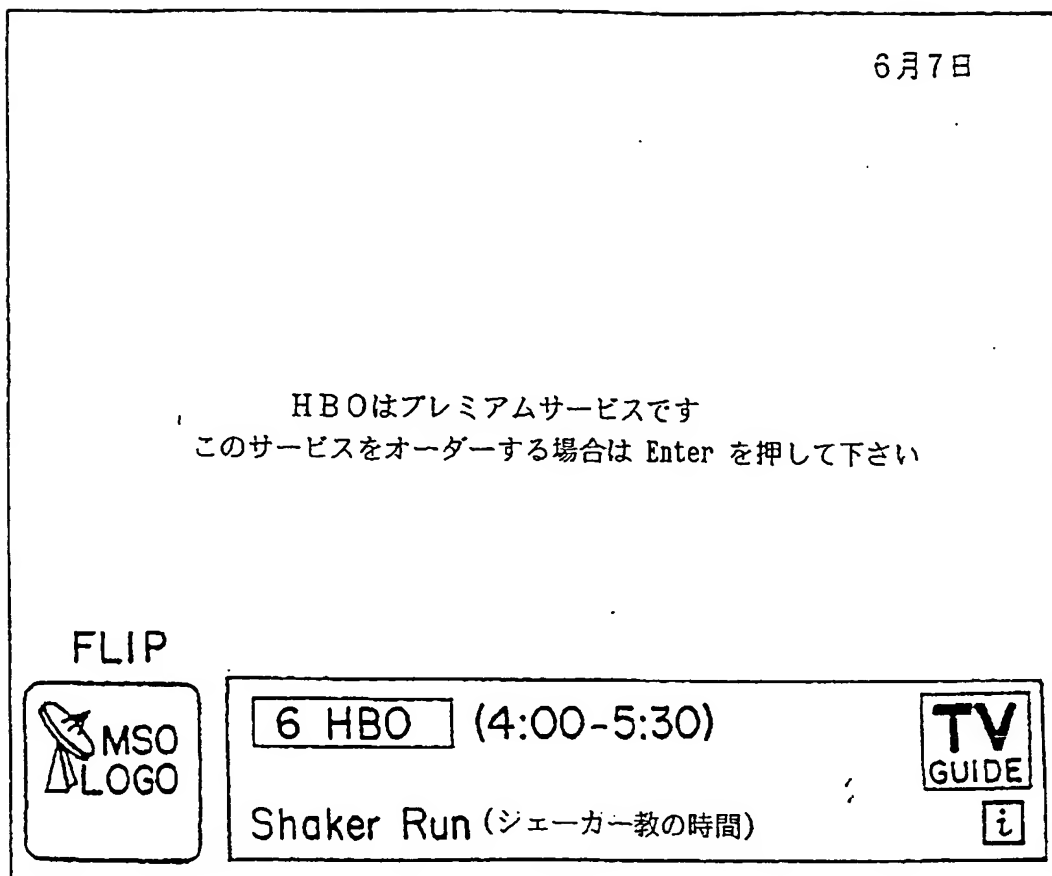 6月7日
HBOはプレミアムサービスです
このサービスをオーダーする場合は Enter を押して下さい
FLIP
MSO
LOGO
6 HBO (4:00-5:30)
TV
GUIDE
Shaker Run (ジェーガー教の時間)
i